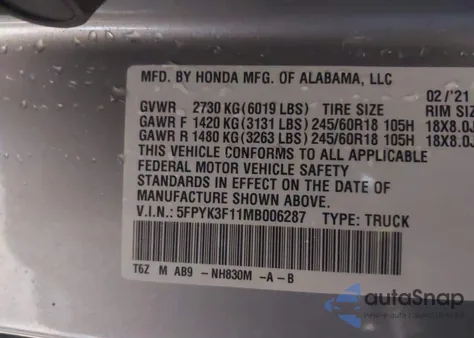 MFD. BY HONDA MFG. OF ALABAMA, LLC
02/'21
GVWR 2730 KG(6019 LBS) TIRE SIZE RIM SIZ
GAWR F 1420 KG(3131 LBS) 245/60R18 105H 18X8.0J
GAWR R 1480 KG(3263 LBS) 245/60R18 105H 18X8.0J
THIS VEHICLE CONFORMS TO ALL APPLICABLE
FEDERAL MOTOR VEHICLE SAFETY
STANDARDS IN EFFECT ON THE DATE OF
MANUFACTURE SHOWN ABOVE.
V.I.N.: 5FPYK3F11MB006287 TYPE: TRUCK
T6Z M AB9 -NH830M -A-B
autoSnap